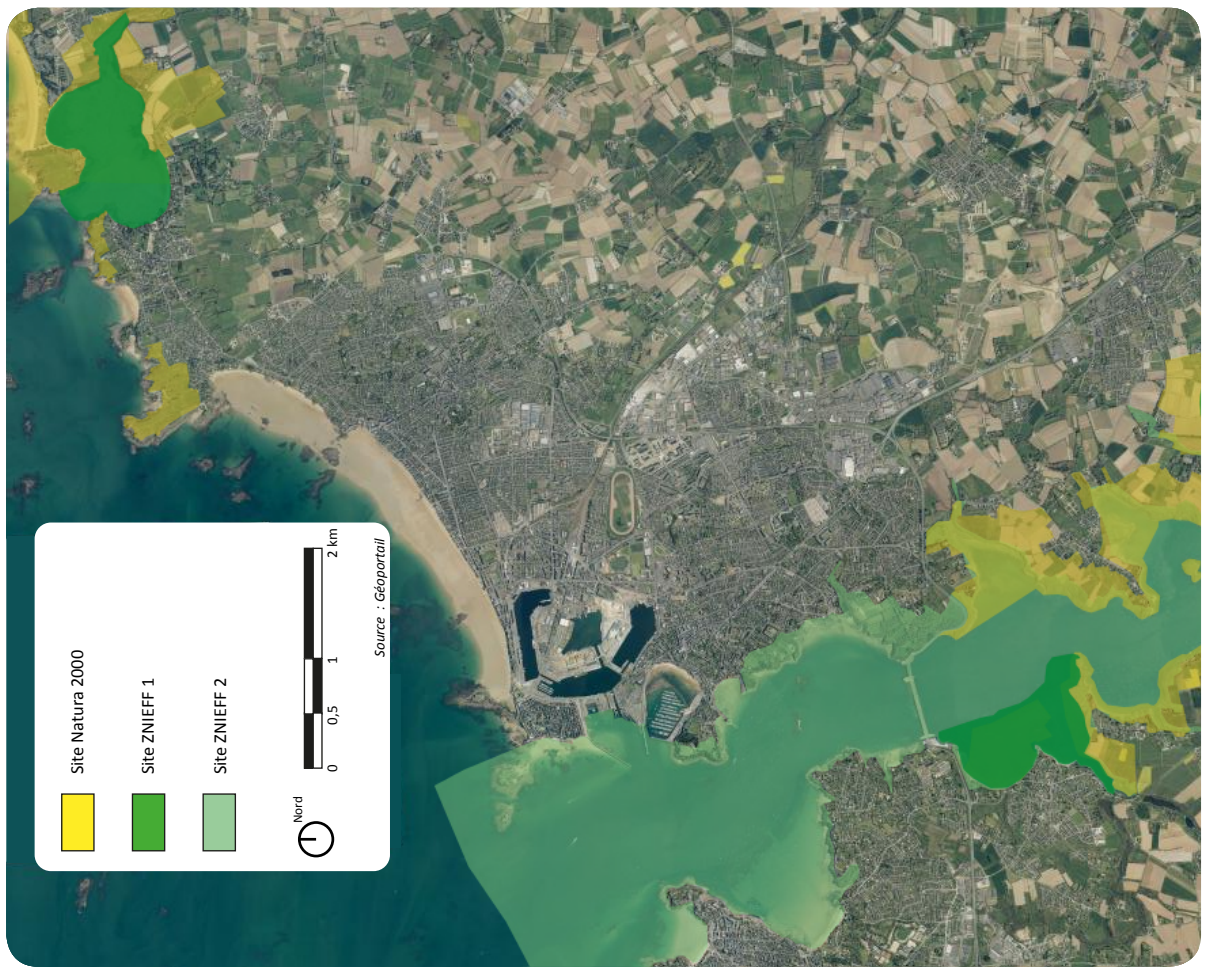 Site Natura 2000
Site ZNIEFF 1
Site ZNIEFF 2
Nord
0 0,5 1 2 km
Source : Géoportail